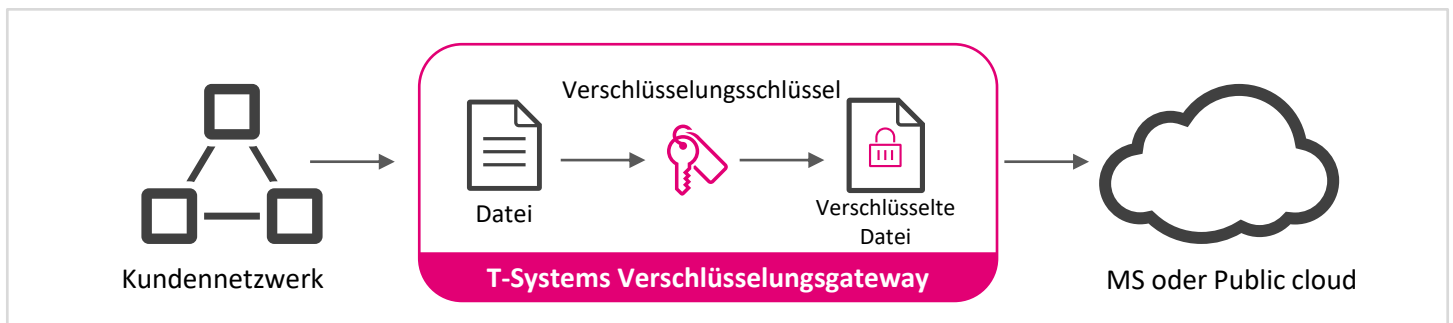 Verschlüsselungsschlüssel
Datei
Verschlüsselte
Datei
Kundennetzwerk
T-Systems Verschlüsselungsgateway
MS oder Public cloud